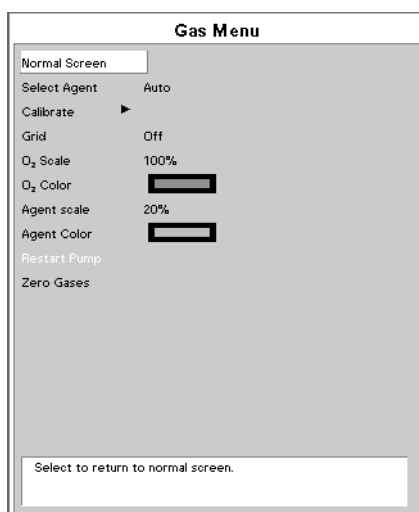 Gas Menu
Normal Screen
Select Agent Auto
Calibrate ►
Grid Off
O₂ Scale 100%
O₂ Color
Agent scale 20%
Agent Color
Restart Pump
Zero Gases
Select to return to normal screen.